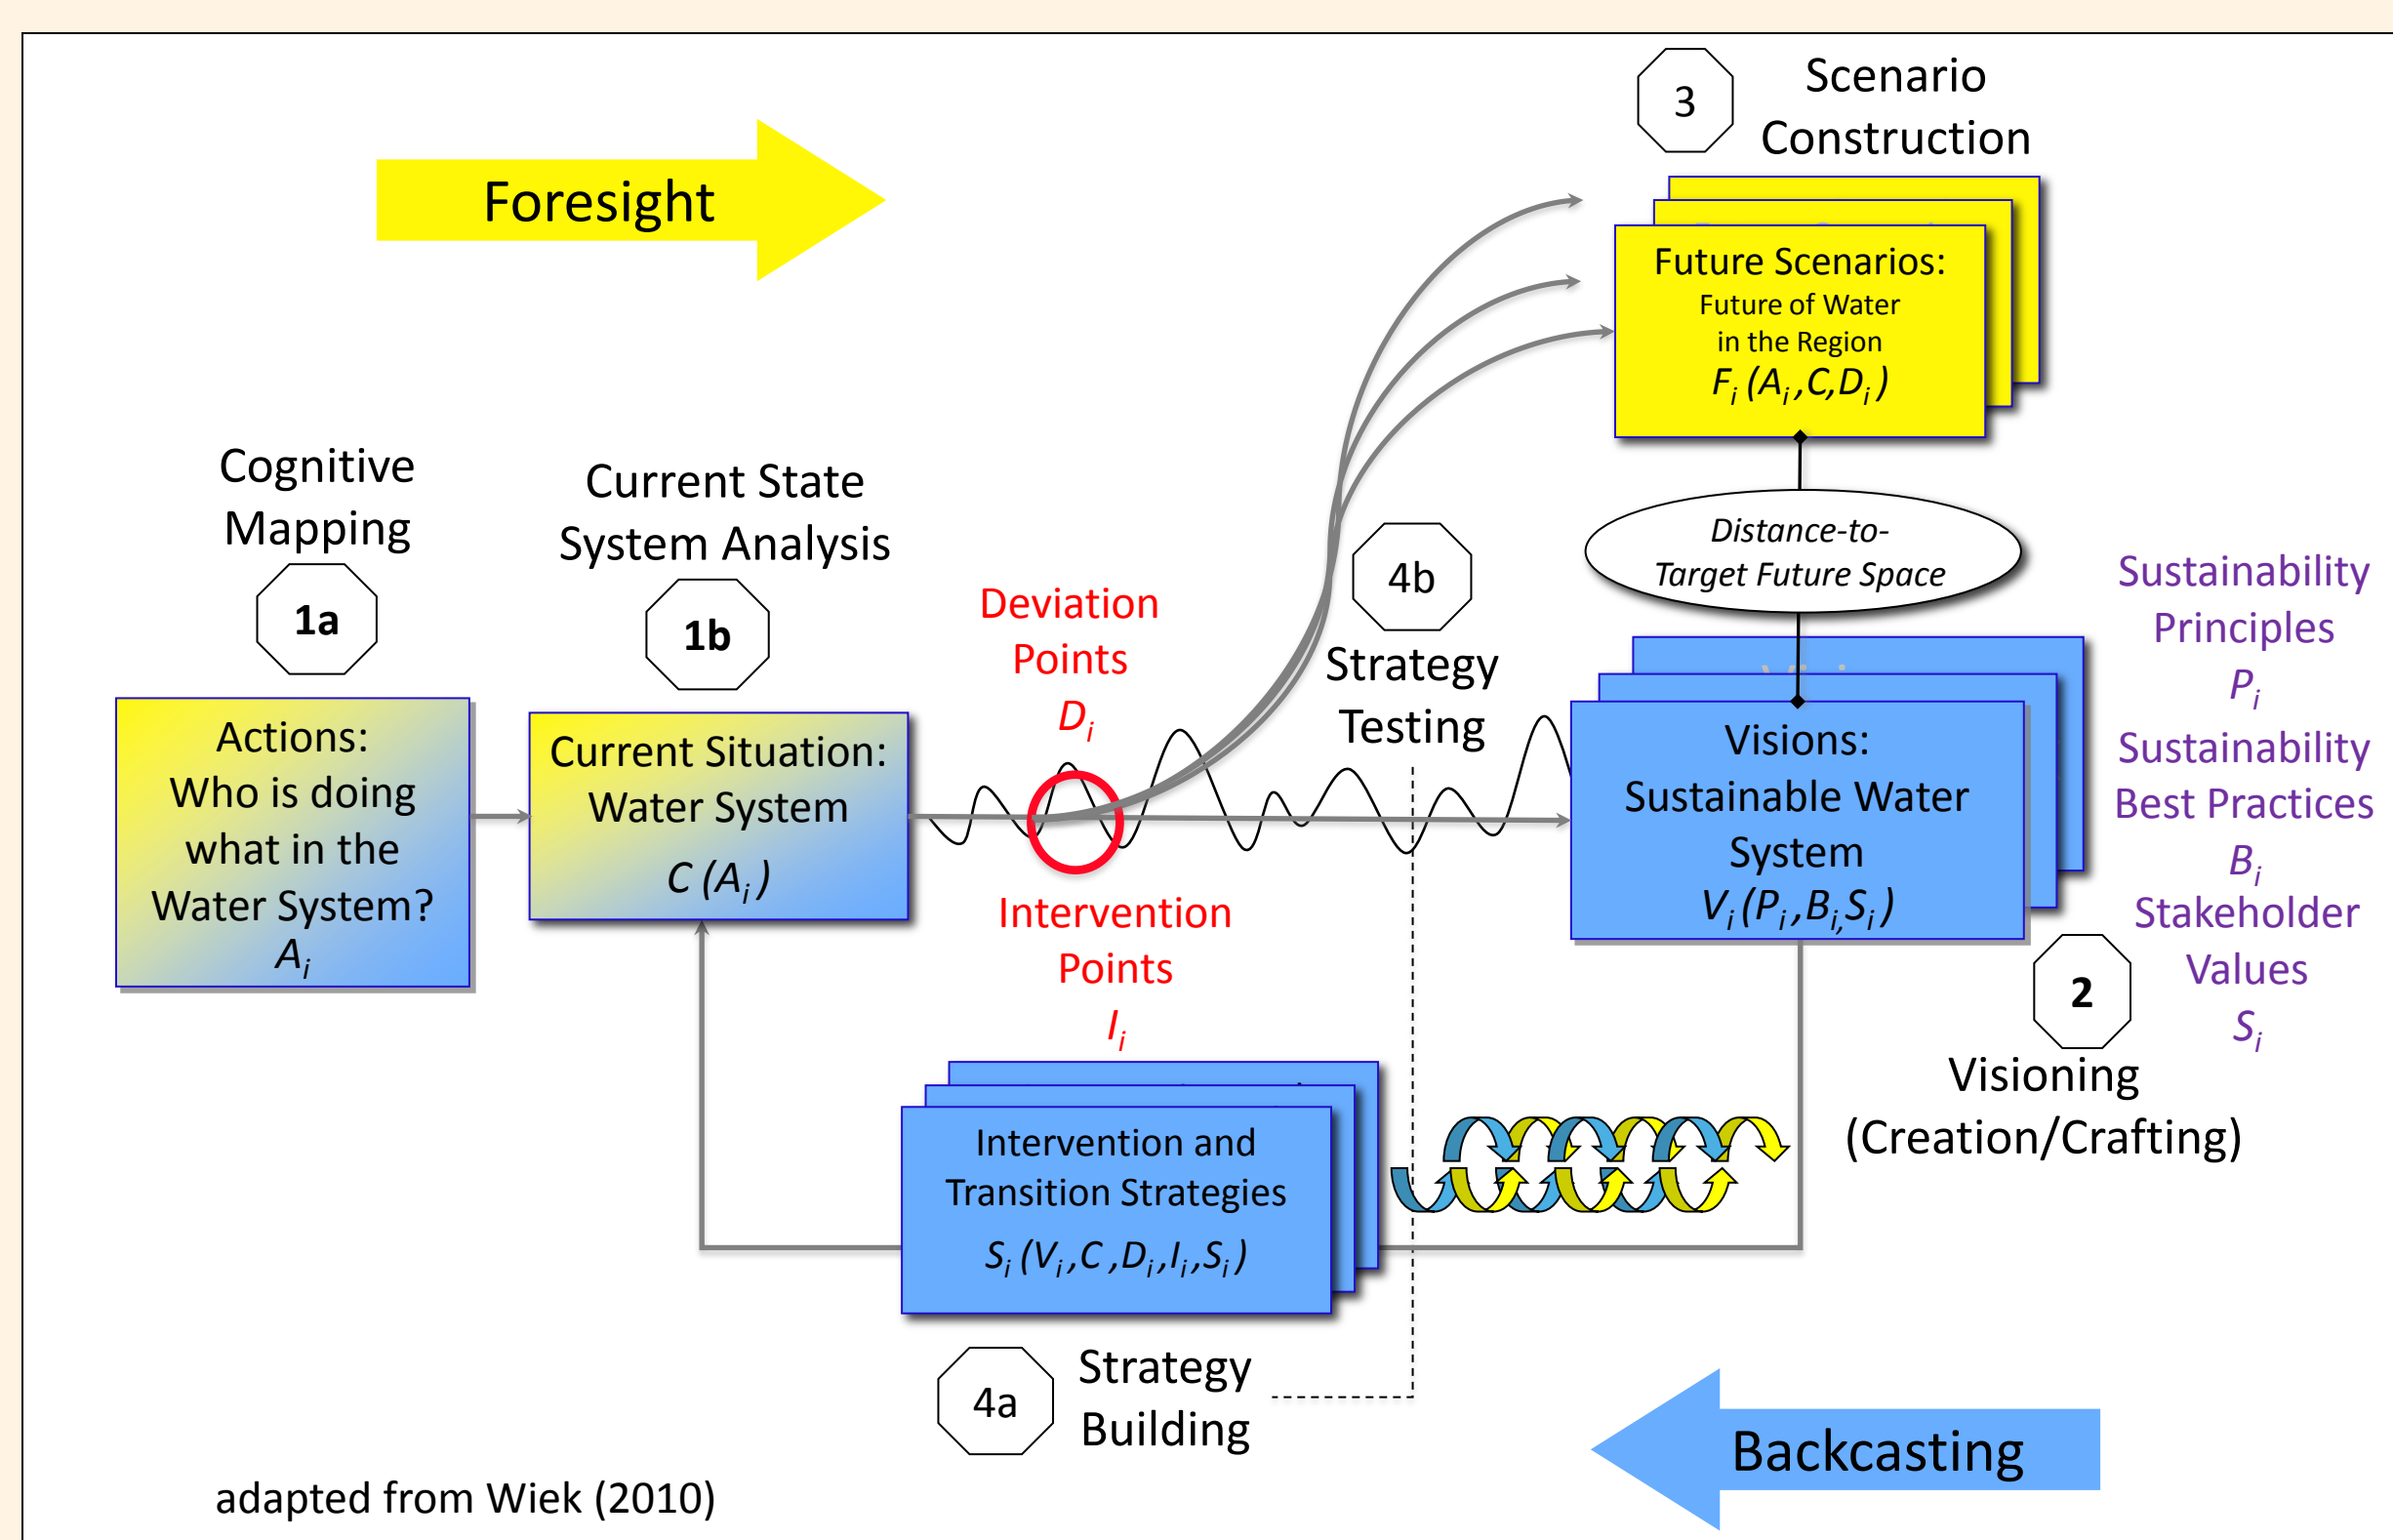 3
Scenario
Construction
Foresight
Future Scenarios:
Future of Water
in the Region
F_i (A_i ,C,D_i )
Cognitive
Mapping
1a
Current State
System Analysis
1b
Distance-to-
Target Future Space
4b
Strategy
Testing
Deviation
Points
D_i
Sustainability
Principles
P_i
Sustainability
Best Practices
B_i
Stakeholder
Values
S_i
Actions:
Who is doing
what in the
Water System?
A_i
Current Situation:
Water System
C (A_i )
Visions:
Sustainable Water
System
V_i (P_i ,B_i,S_i )
Intervention
Points
I_i
2
Visioning
(Creation/Crafting)
Intervention and
Transition Strategies
S_i (V_i ,C ,D_i ,I_i ,S_i )
4a
Strategy
Building
Backcasting
adapted from Wiek (2010)